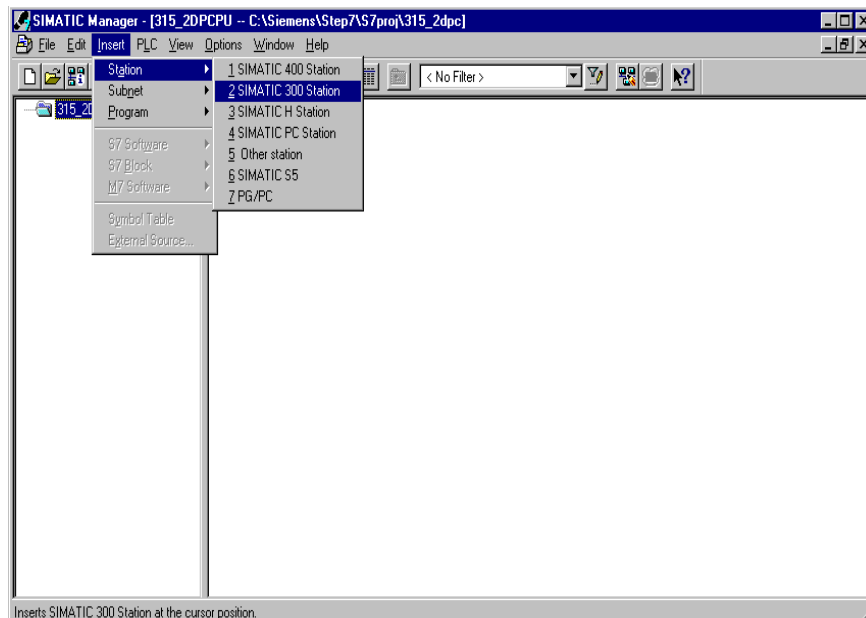 SIMATIC Manager - [315_2DPCPU -- C:\Siemens\Step7\S7proj\315_2dpc]
File Edit Insert PLC View Options Window Help
< No Filter >
Station
Subnet
Program
S7 Software
S7 Block
M7 Software
Symbol Table
External Source...
1 SIMATIC 400 Station
2 SIMATIC 300 Station
3 SIMATIC H Station
4 SIMATIC PC Station
5 Other station
6 SIMATIC S5
7 PG/PC
315_2D
Inserts SIMATIC 300 Station at the cursor position.